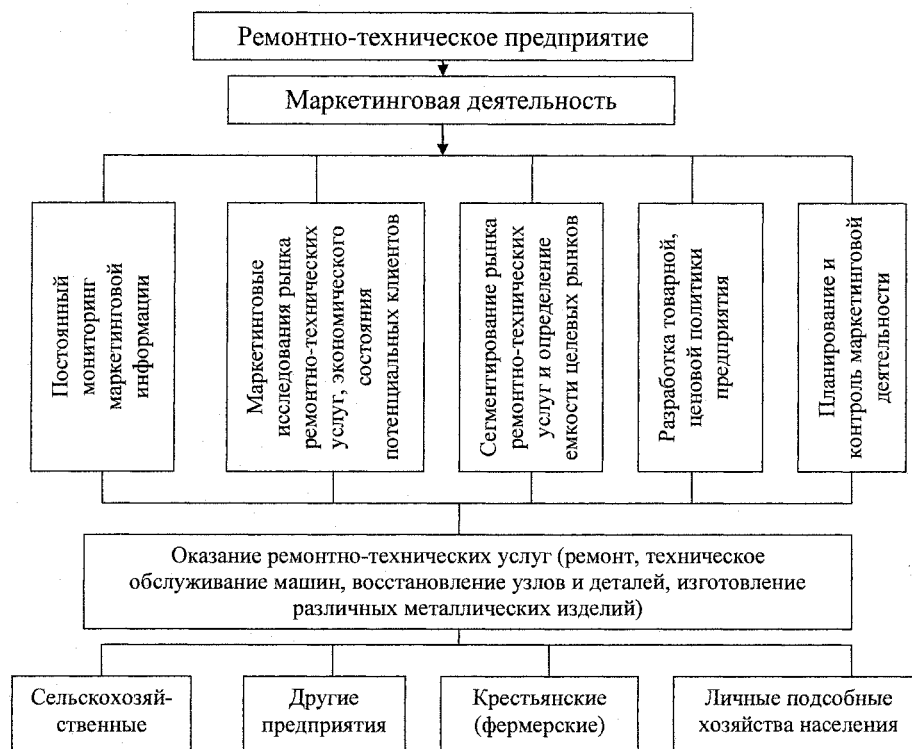 Ремонтно-техническое предприятие
Маркетинговая деятельность
Постоянный
мониторинг
маркетинговой
информации
Маркетинговые
исследования рынка
ремонтно-технических
услуг, экономического
состояния
потенциальных клиентов
Сегментирование рынка
ремонтно-технических
услуг и определение
емкости целевых рынков
Разработка товарной,
ценовой политики
предприятия
Планирование и
контроль маркетинговой
деятельности
Оказание ремонтно-технических услуг (ремонт, техническое
обслуживание машин, восстановление узлов и деталей, изготовление
различных металлических изделий)
Сельскохозяй-
ственные
Другие
предприятия
Крестьянские
(фермерские)
Личные подсобные
хозяйства населения